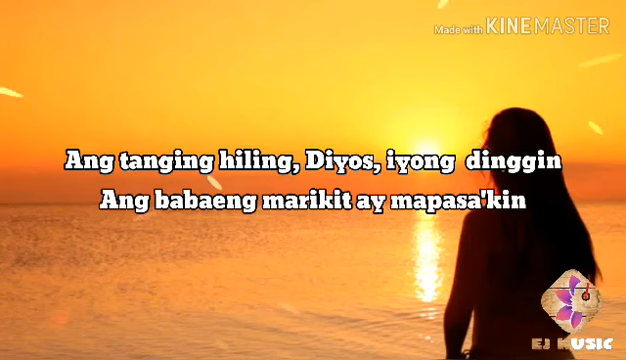 Made with KINEMASTER
Ang tanging hiling, Diyos, iyong dinggin
Ang babaeng marikit ay mapasa'kin
EJ MUSIC